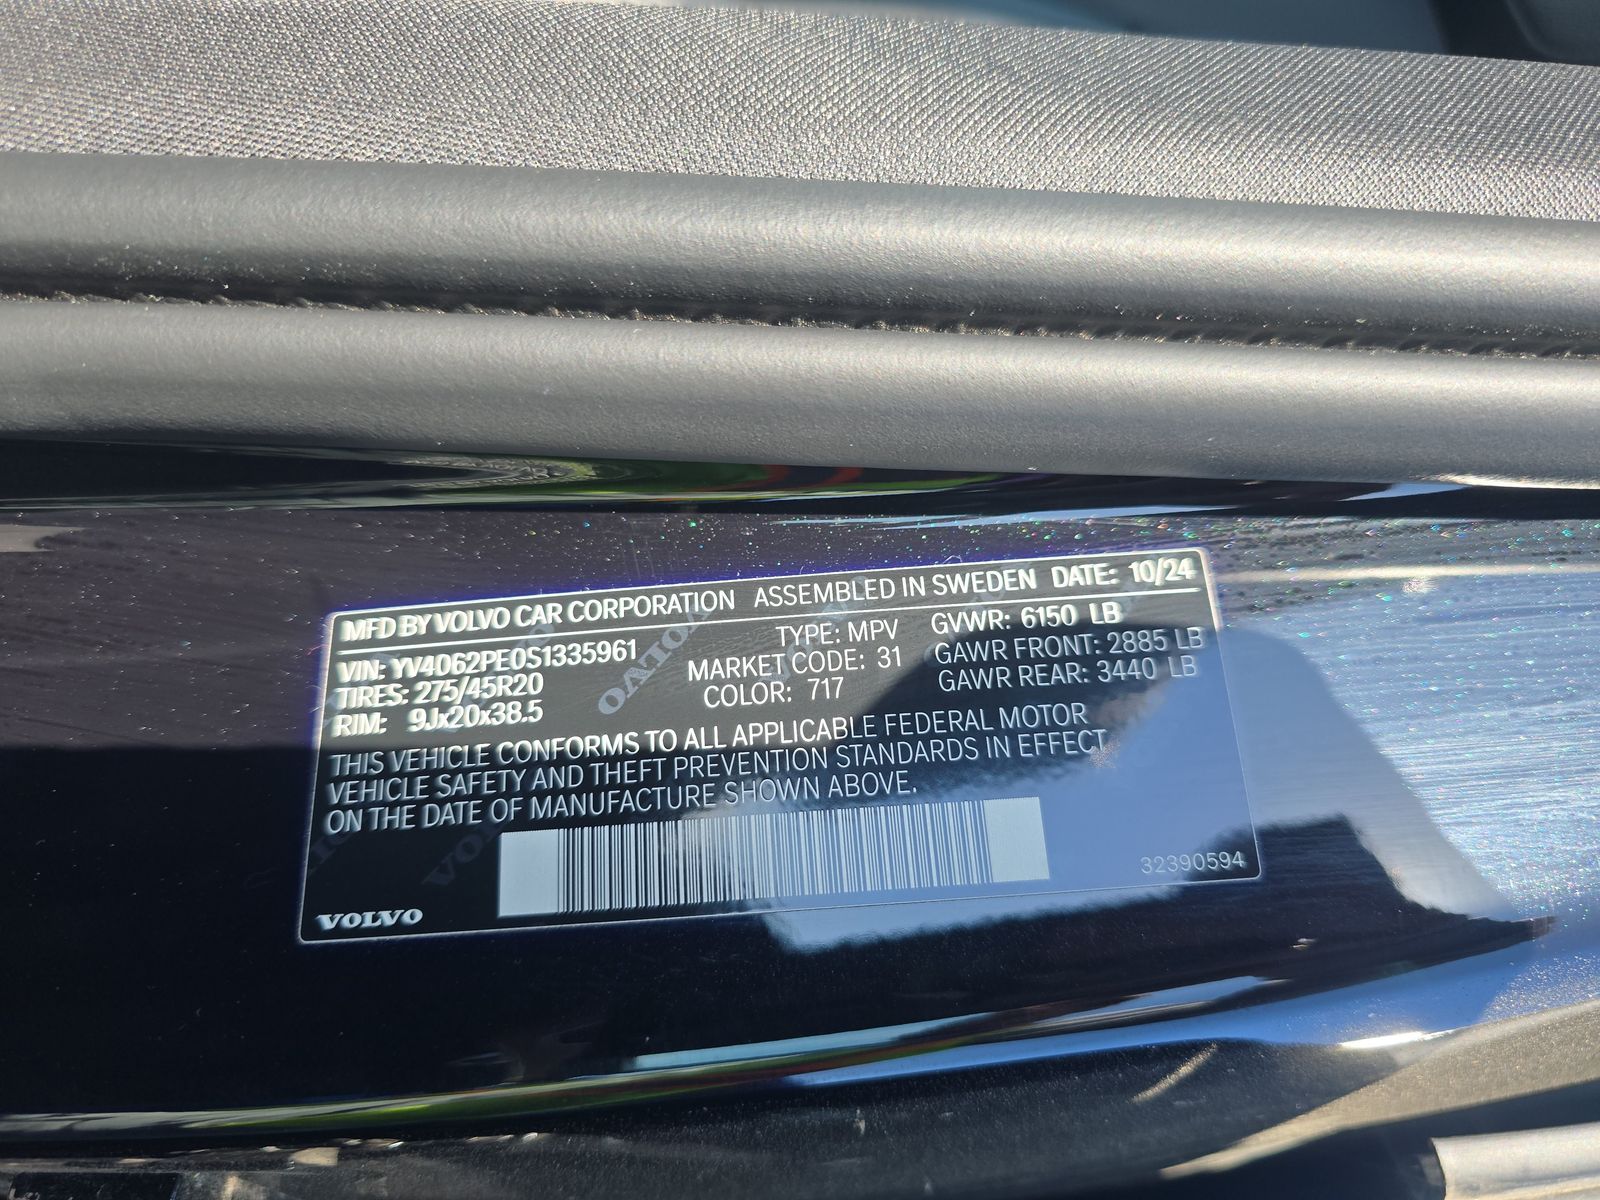 MFD BY VOLVO CAR CORPORATION ASSEMBLED IN SWEDEN DATE: 10/24
VIN: YV4062PE0S1335961 TYPE: MPV GVWR: 6150 LB
TIRES: 275/45R20 MARKET CODE: 31 GAWR FRONT: 2885 LB
RIM: 9Jx20x38.5 COLOR: 717 GAWR REAR: 3440 LB
THIS VEHICLE CONFORMS TO ALL APPLICABLE FEDERAL MOTOR
VEHICLE SAFETY AND THEFT PREVENTION STANDARDS IN EFFECT
ON THE DATE OF MANUFACTURE SHOWN ABOVE.
32390594
VOLVO